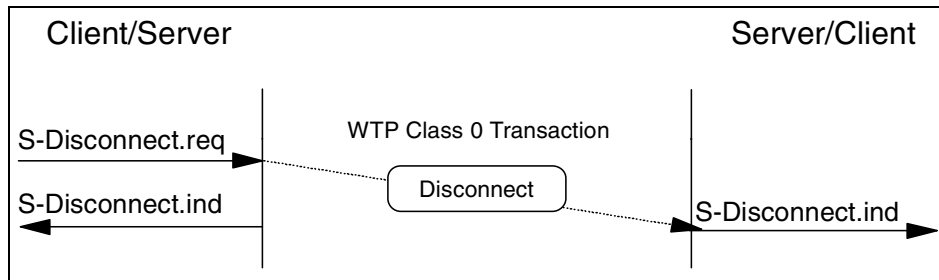 Client/Server
Server/Client
WTP Class 0 Transaction
S-Disconnect.req
Disconnect
S-Disconnect.ind
S-Disconnect.ind